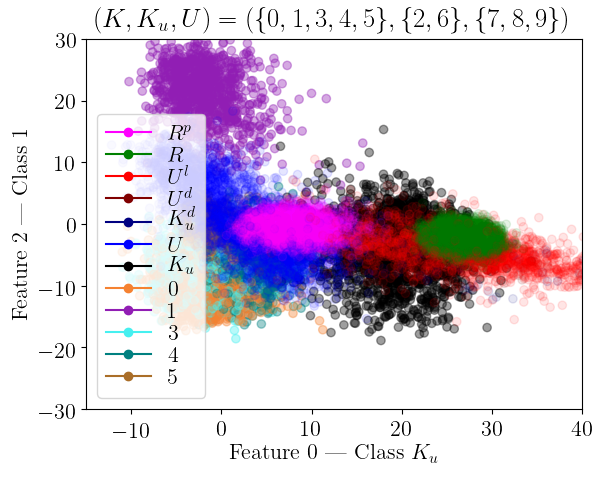 (K, K_u, U) = ({0, 1, 3, 4, 5}, {2, 6}, {7, 8, 9})
30
20
10
0
−10
−20
−30
Feature 2 — Class 1
R^p
R
U^l
U^d
K_u^d
U
K_u
0
1
3
4
5
−10
0
10
20
30
40
Feature 0 — Class K_u